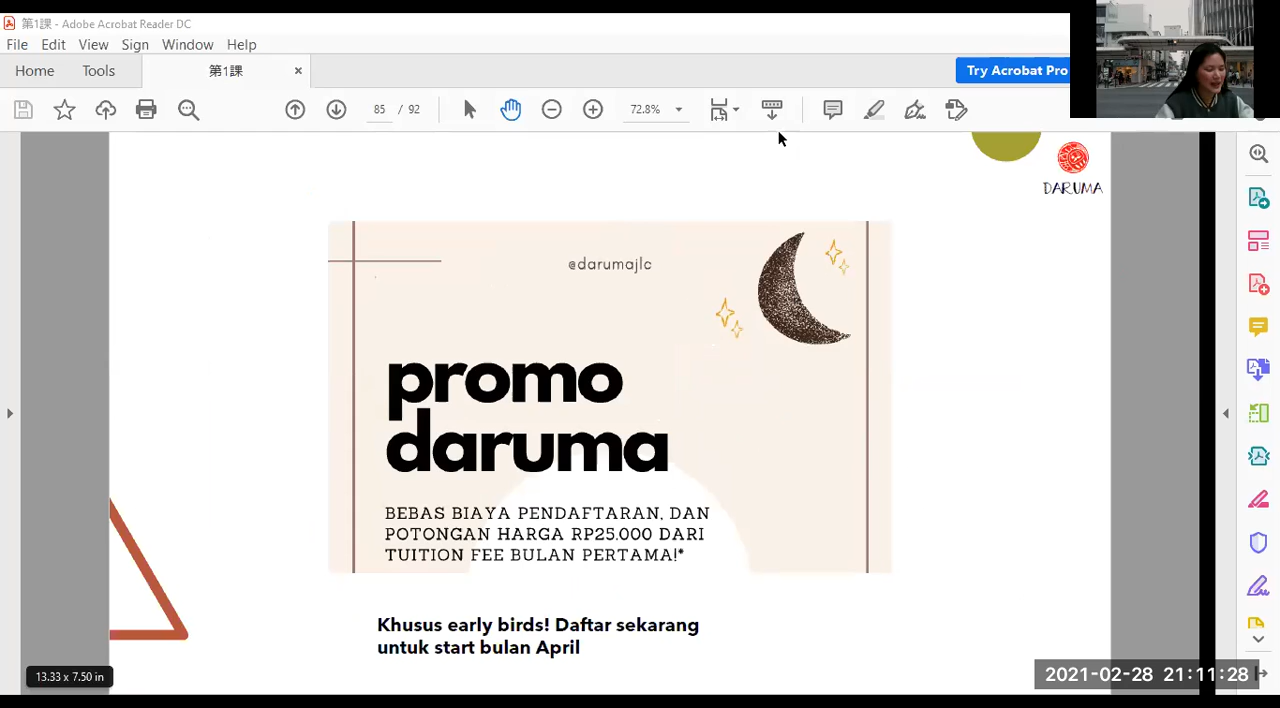 第1課 - Adobe Acrobat Reader DC
File Edit View Sign Window Help
Home Tools 第1課 ×
Try Acrobat Pro
85 / 92 72.8%
DARUMA
@darumajlc
promo
daruma
BEBAS BIAYA PENDAFTARAN, DAN
POTONGAN HARGA RP25.000 DARI
TUITION FEE BULAN PERTAMA!*
Khusus early birds! Daftar sekarang
untuk start bulan April
13.33 x 7.50 in
2021-02-28 21:11:28